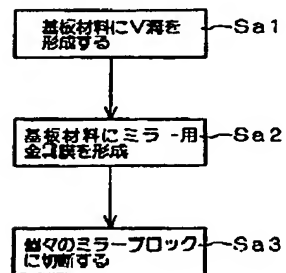 基板材料にV溝を
形成する
Sa1
基板材料にミラー用
金属膜を形成
Sa2
個々のミラーブロック
に切断する
Sa3